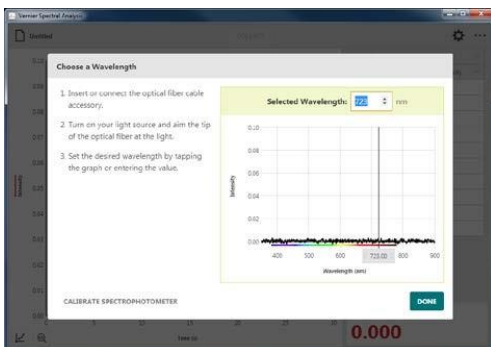 Vernier Spectral Analysis
Untitled
Choose a Wavelength
1. Insert or connect the optical fiber cable
accessory.
2. Turn on your light source and aim the tip
of the optical fiber at the light.
3. Set the desired wavelength by tapping
the graph or entering the value.
Selected Wavelength: 723 nm
0.10
0.08
0.06
0.04
0.02
0.00
Intensity
400 500 600 723.00 800 900
Wavelength (nm)
CALIBRATE SPECTROPHOTOMETER
DONE
0.000